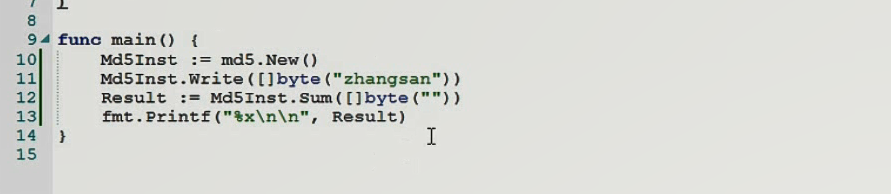 7 }
8
9 func main() {
10 Md5Inst := md5.New()
11 Md5Inst.Write([]byte("zhangsan"))
12 Result := Md5Inst.Sum([]byte(""))
13 fmt.Printf("%x\n\n", Result)
14 }
15